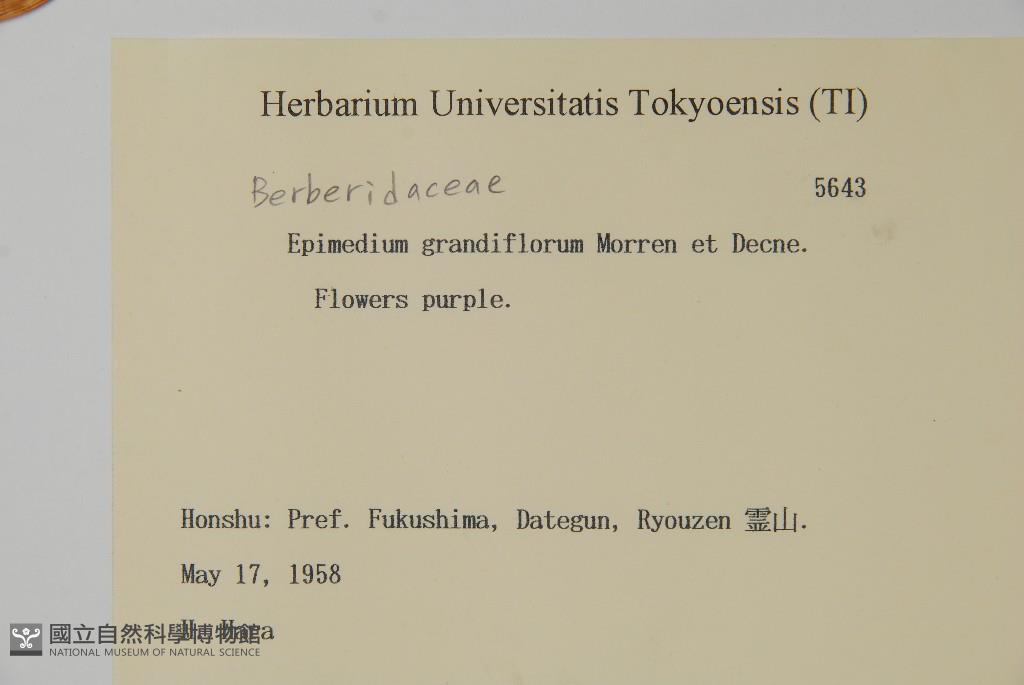 Herbarium Universitatis Tokyoensis (TI)
Berberidaceae
5643
Epimedium grandiflorum Morren et Decne.
Flowers purple.
Honshu: Pref. Fukushima, Dategun, Ryouzen 霊山.
May 17, 1958
H. Hara
國立自然科學博物館
NATIONAL MUSEUM OF NATURAL SCIENCE